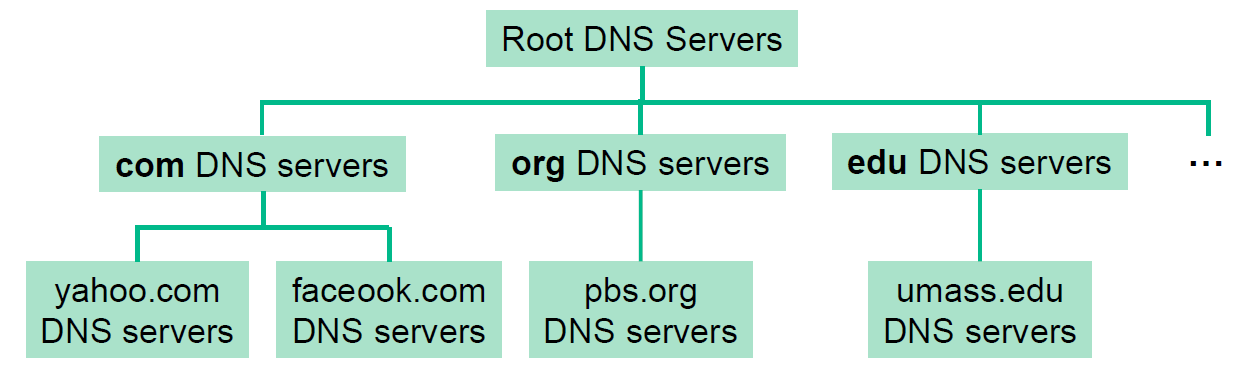 Root DNS Servers
com DNS servers
org DNS servers
edu DNS servers
...
yahoo.com
DNS servers
faceook.com
DNS servers
pbs.org
DNS servers
umass.edu
DNS servers